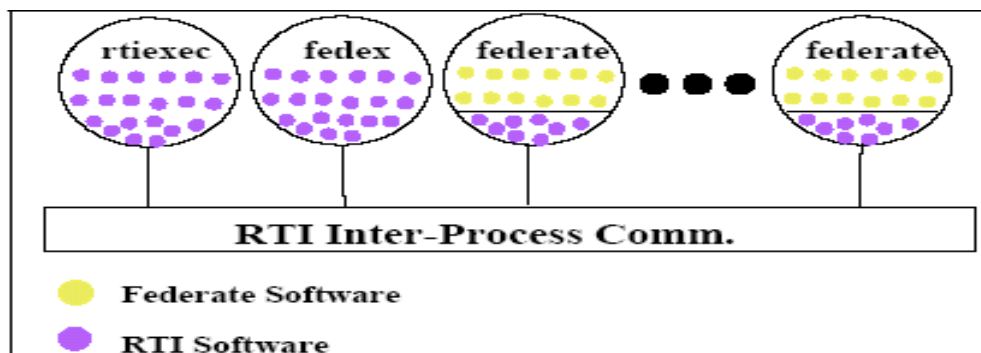 rtiexec fedex federate federate
RTI Inter-Process Comm.
Federate Software
RTI Software